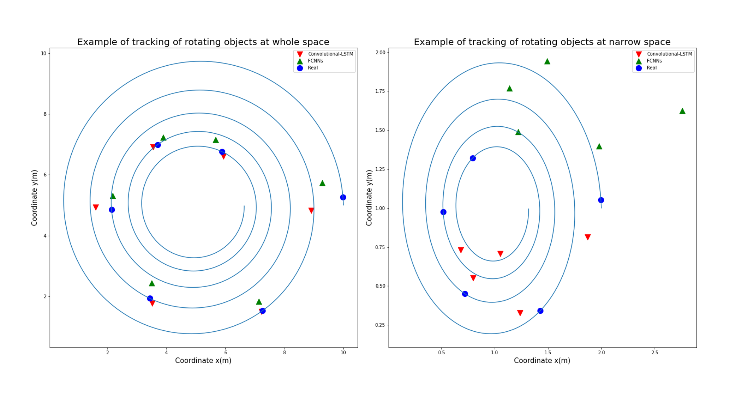 Example of tracking of rotating objects at whole space
Convolutional-LSTM
FCNNs
Real
10
8
6
4
2
Coordinate y(m)
2
4
6
8
10
Coordinate x(m)
Example of tracking of rotating objects at narrow space
Convolutional-LSTM
FCNNs
Real
2.00
1.75
1.50
1.25
1.00
0.75
0.50
0.25
Coordinate y(m)
0.5
1.0
1.5
2.0
2.5
Coordinate x(m)